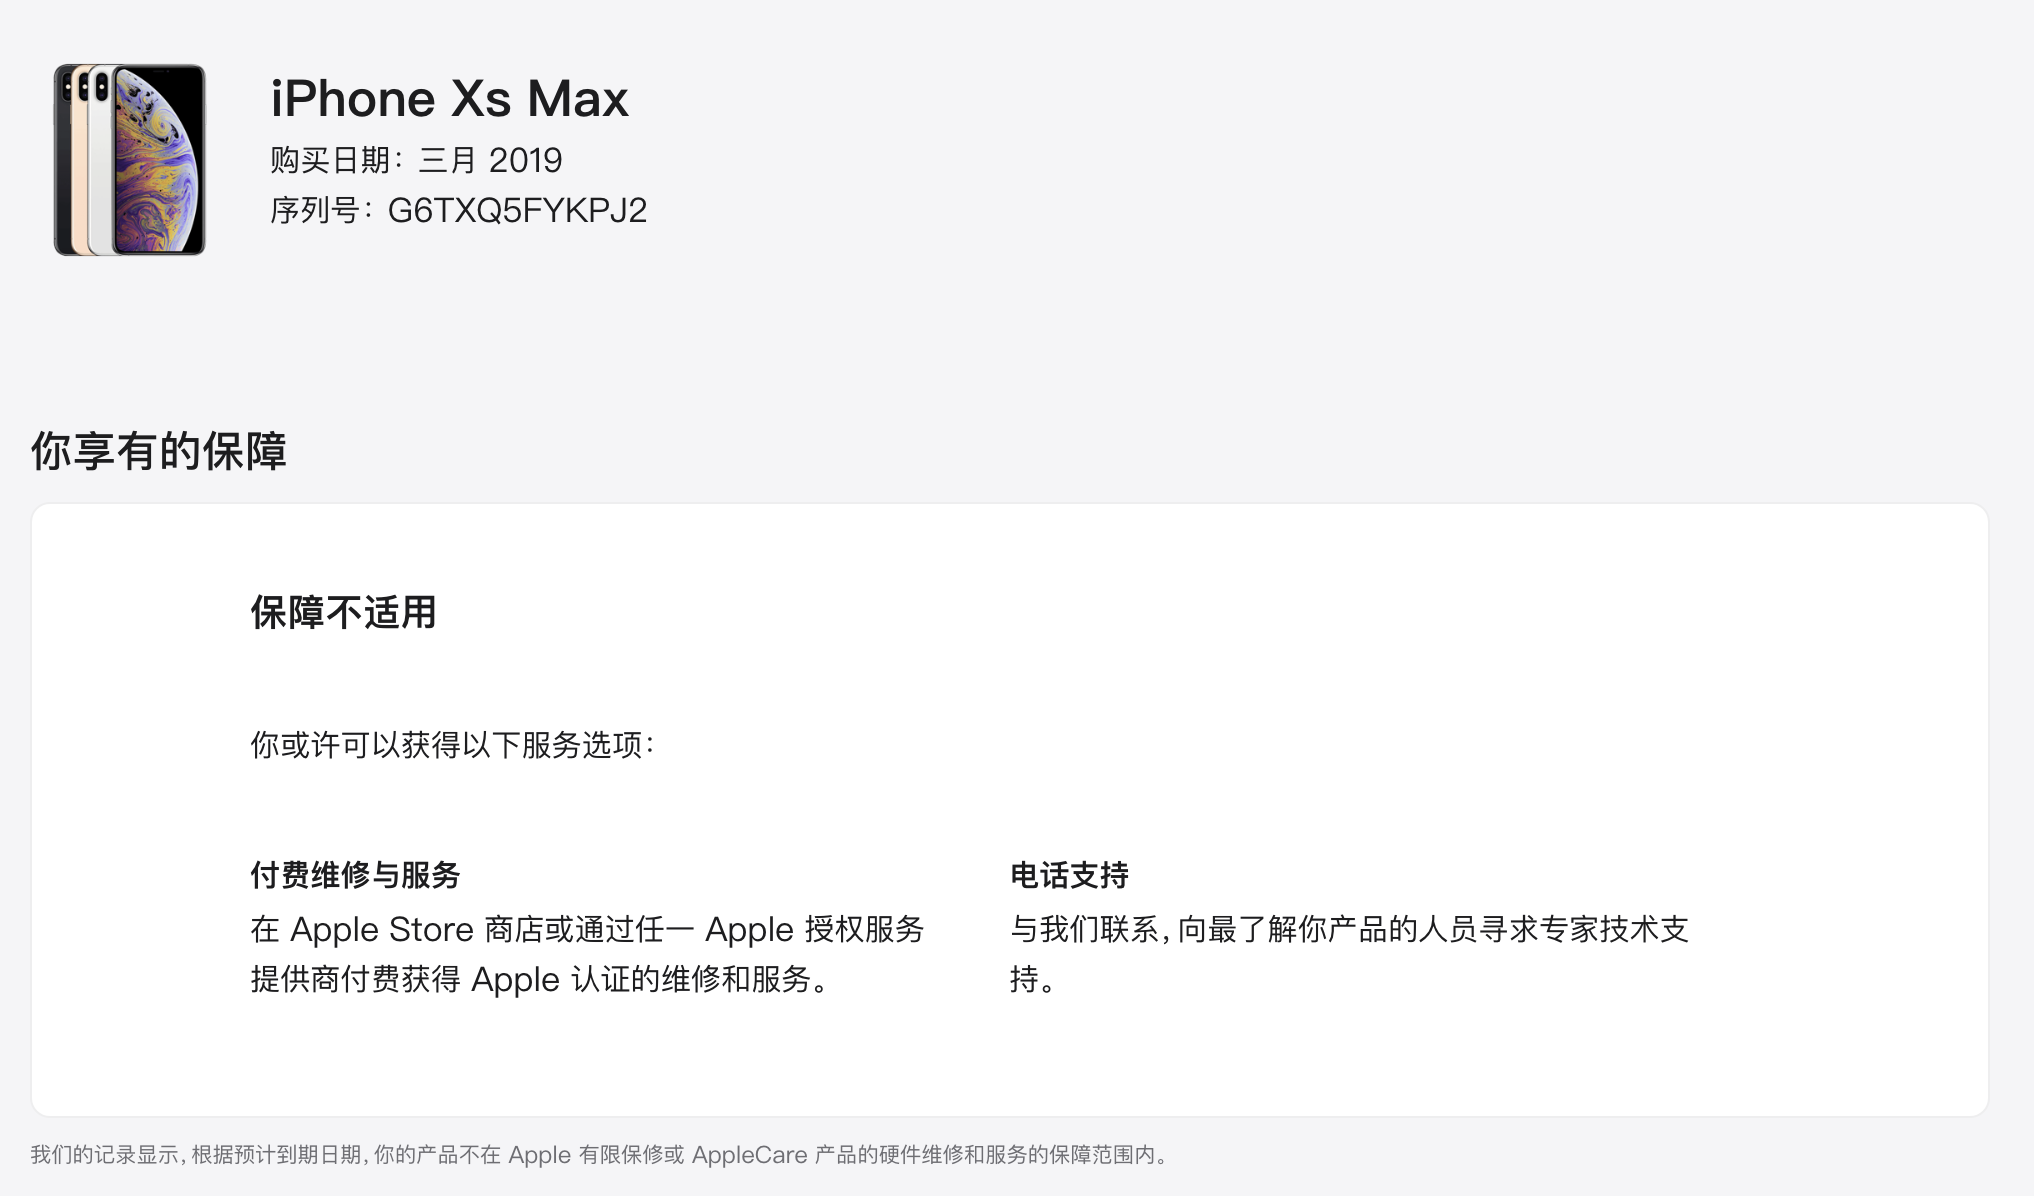 iPhone Xs Max
购买日期：三月 2019
序列号：G6TXQ5FYKPJ2
你享有的保障
保障不适用
你或许可以获得以下服务选项：
付费维修与服务
在 Apple Store 商店或通过任一 Apple 授权服务
提供商付费获得 Apple 认证的维修和服务。
电话支持
与我们联系，向最了解你产品的人员寻求专家技术支
持。
我们的记录显示，根据预计到期日期，你的产品不在 Apple 有限保修或 AppleCare 产品的硬件维修和服务的保障范围内。